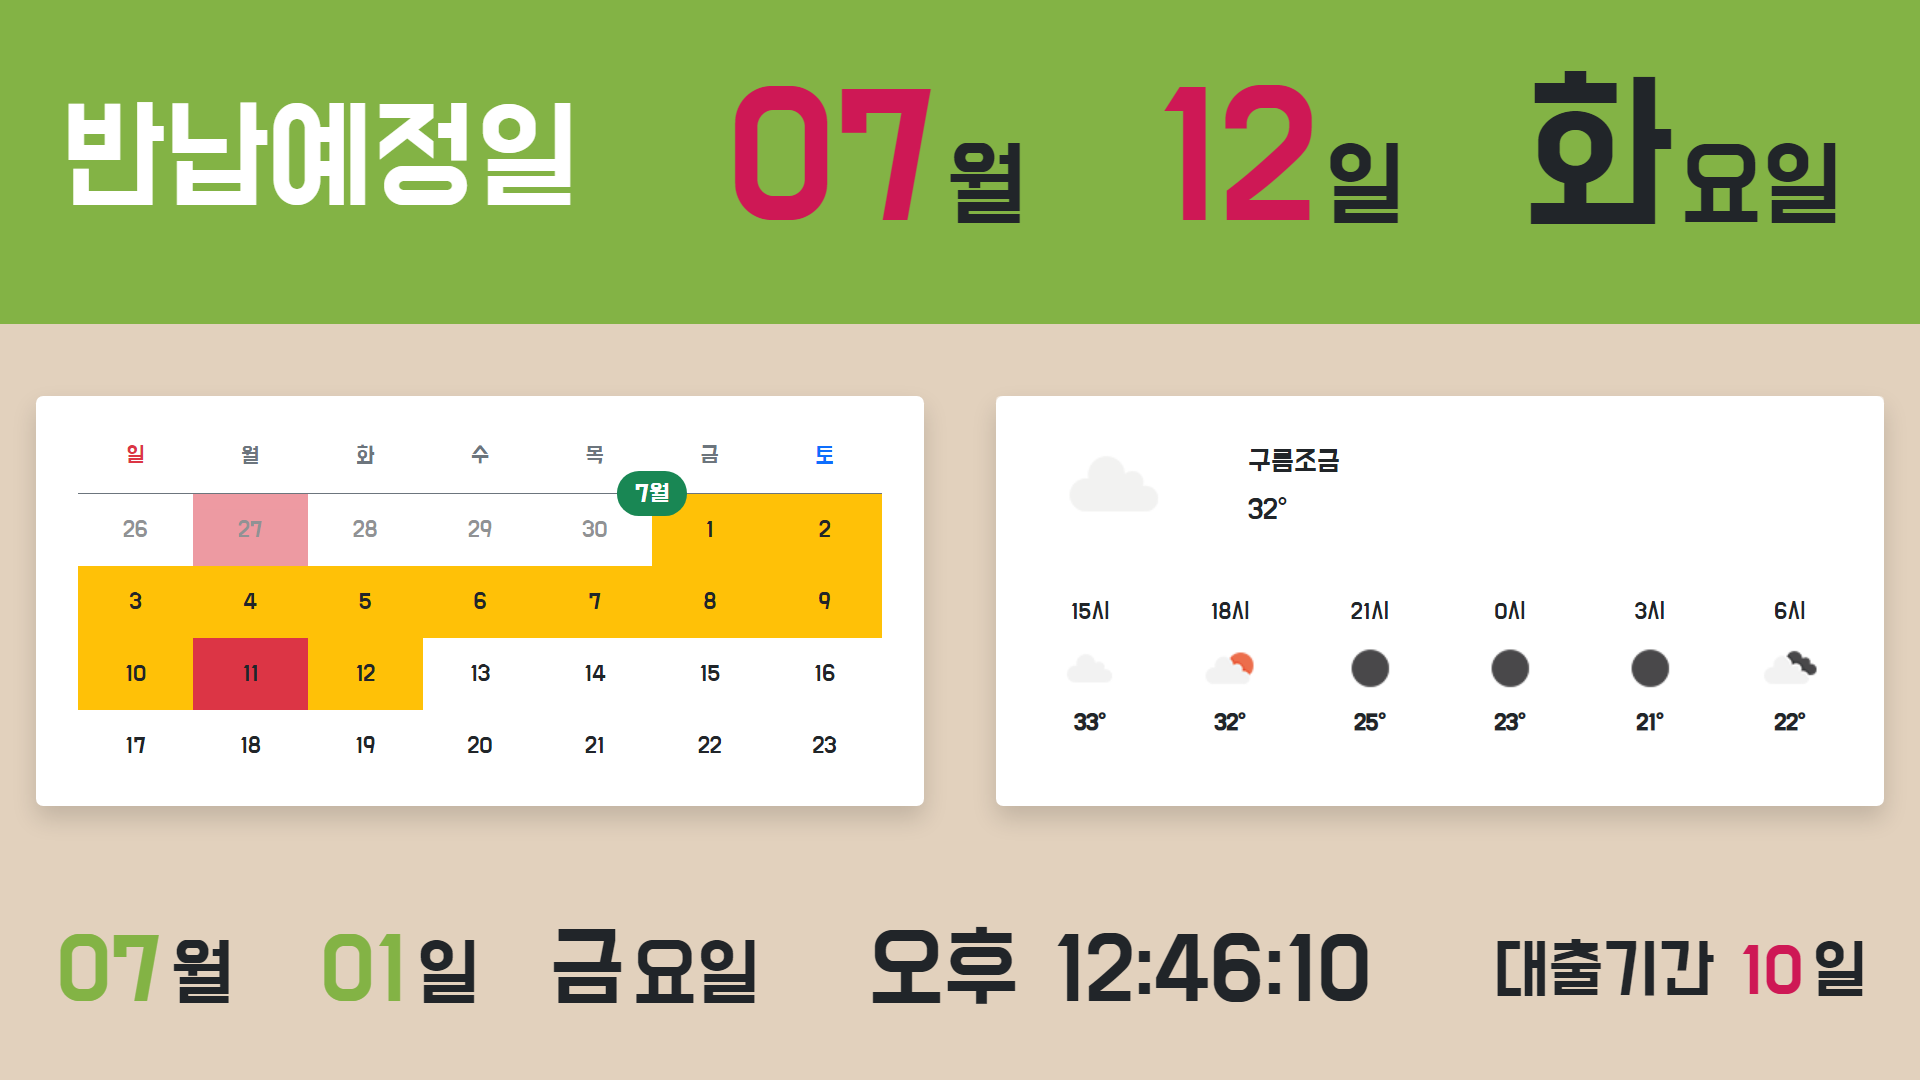 반납예정일 07월 12일 화요일
일 월 화 수 목 금 토
7월
26 27 28 29 30 1 2
3 4 5 6 7 8 9
10 11 12 13 14 15 16
17 18 19 20 21 22 23
구름조금
32°
15시 18시 21시 0시 3시 6시
33° 32° 25° 23° 21° 22°
07월 01일 금요일 오후 12:46:10 대출기간 10일